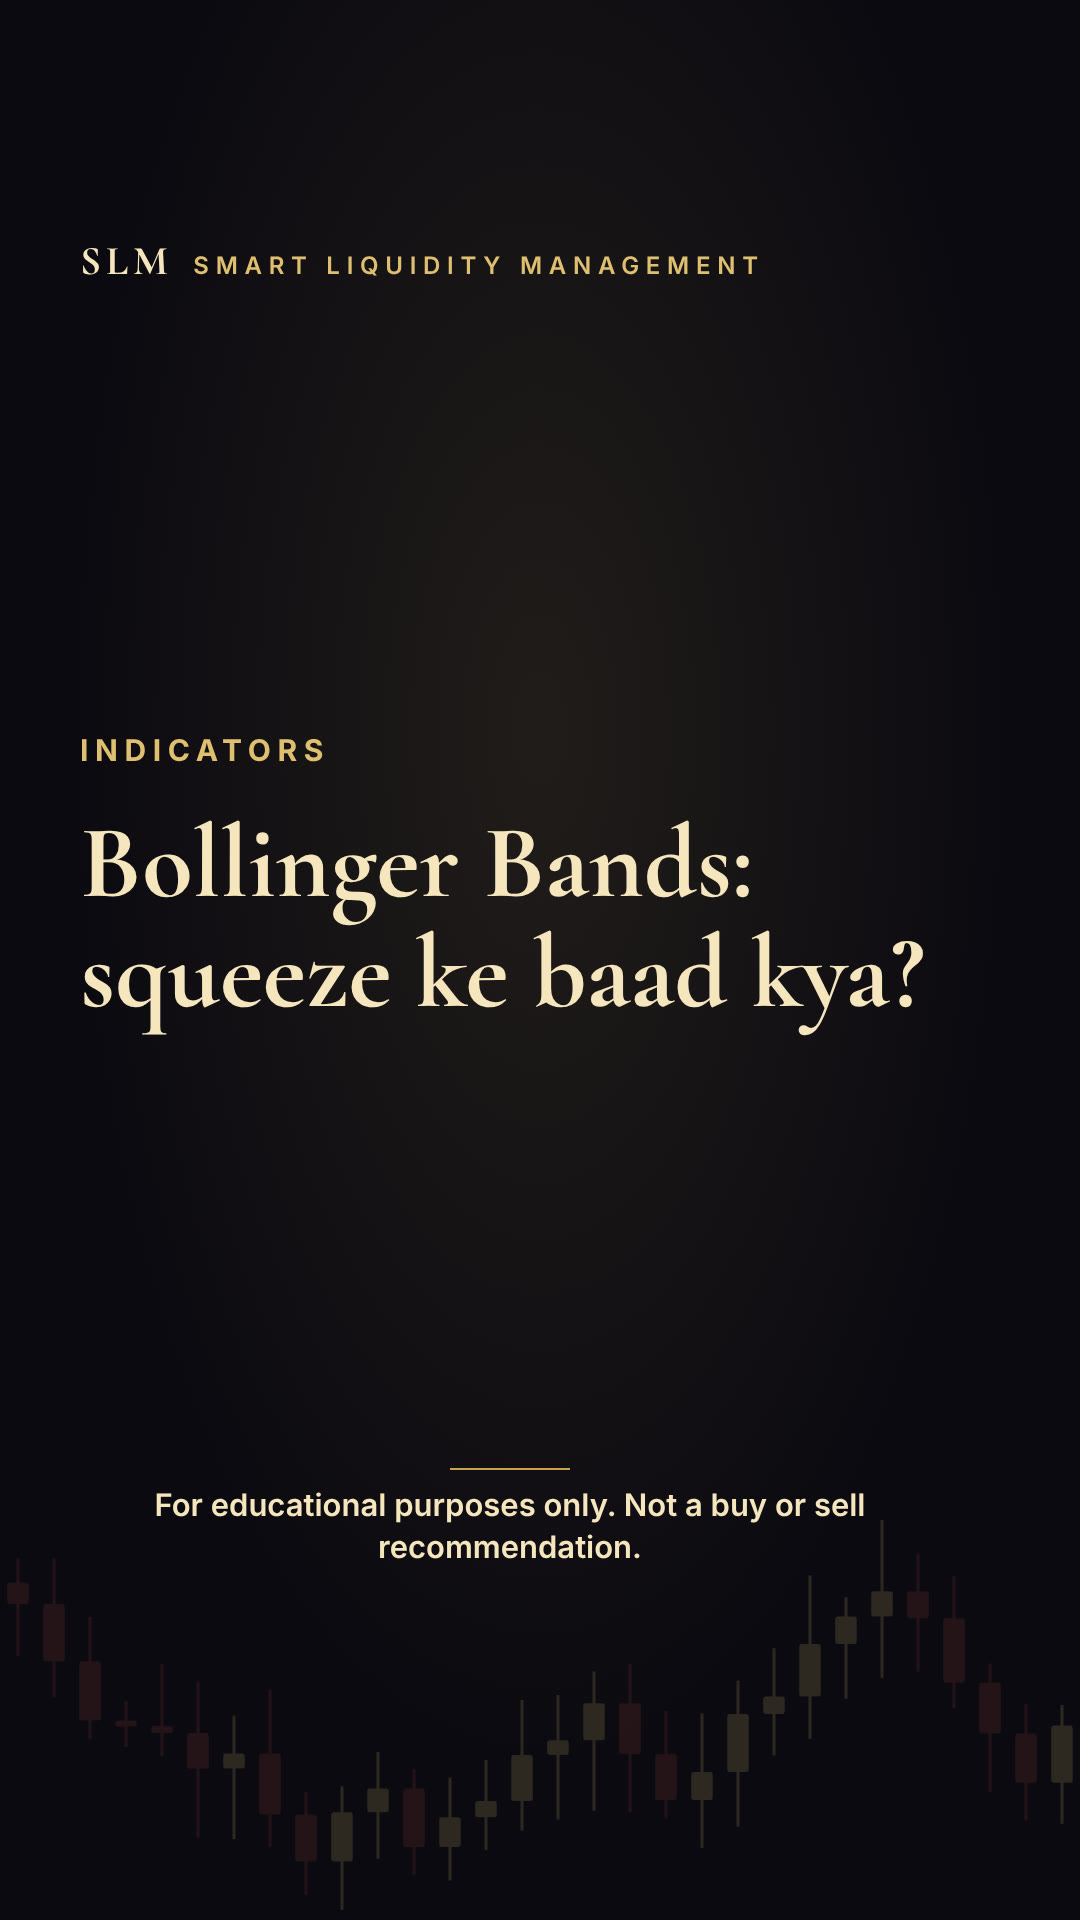 SLM SMART LIQUIDITY MANAGEMENT
INDICATORS
Bollinger Bands:
squeeze ke baad kya?
For educational purposes only. Not a buy or sell
recommendation.